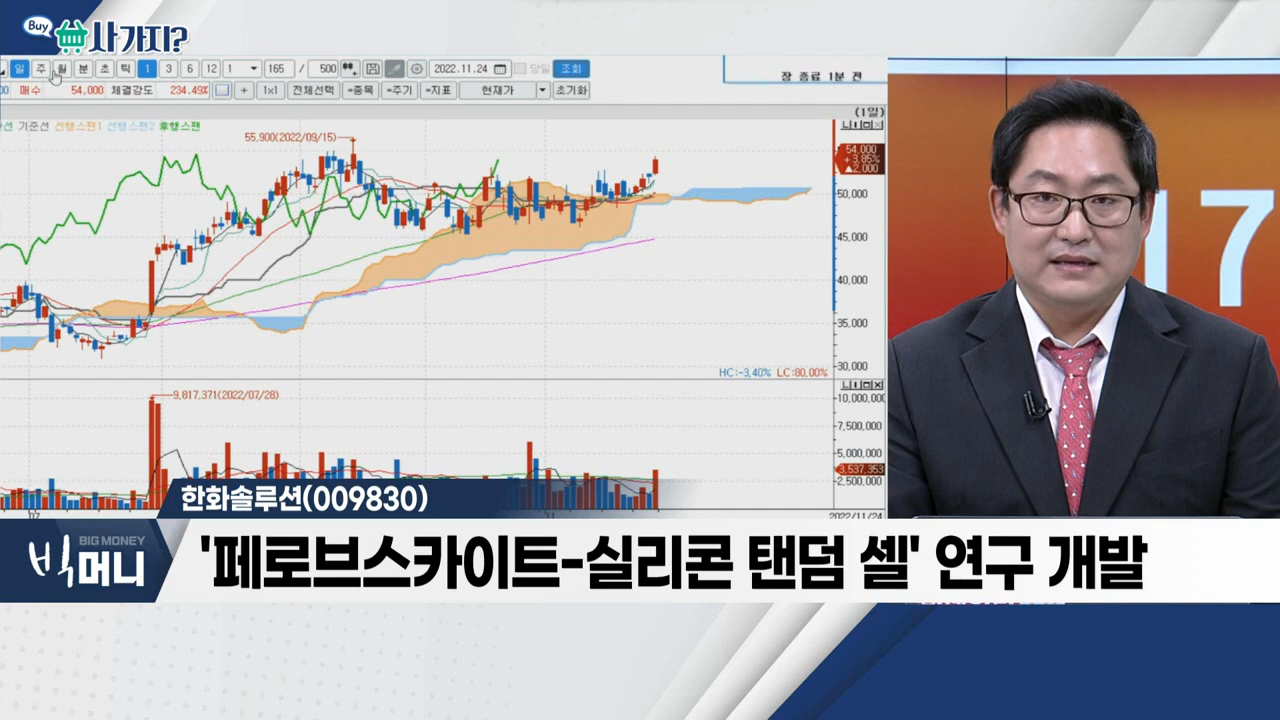 Buy 사 가지?
일 주 월 분 초 틱 1 3 6 12 1 165 / 500 2022.11.24 당일 조회
장 종료 1분 전
매수 54,000 체결강도 234.49% + 1x1 전체선택 =종목 =주기 =지표 현재가 초기화
(1일)
기준선 선행스팬1 선행스팬2 후행스팬
55,900(2022/09/15)
54,000
+3.85%
▲2,000
50,000
45,000
40,000
35,000
30,000
HC:-3.40% LC:80.00%
9,817,371(2022/07/28)
10,000,000
7,500,000
5,000,000
3,537,353
2,500,000
07
11
2022/11/24
17
한화솔루션(009830)
BIG MONEY
빅머니
'페로브스카이트-실리콘 탠덤 셀' 연구 개발